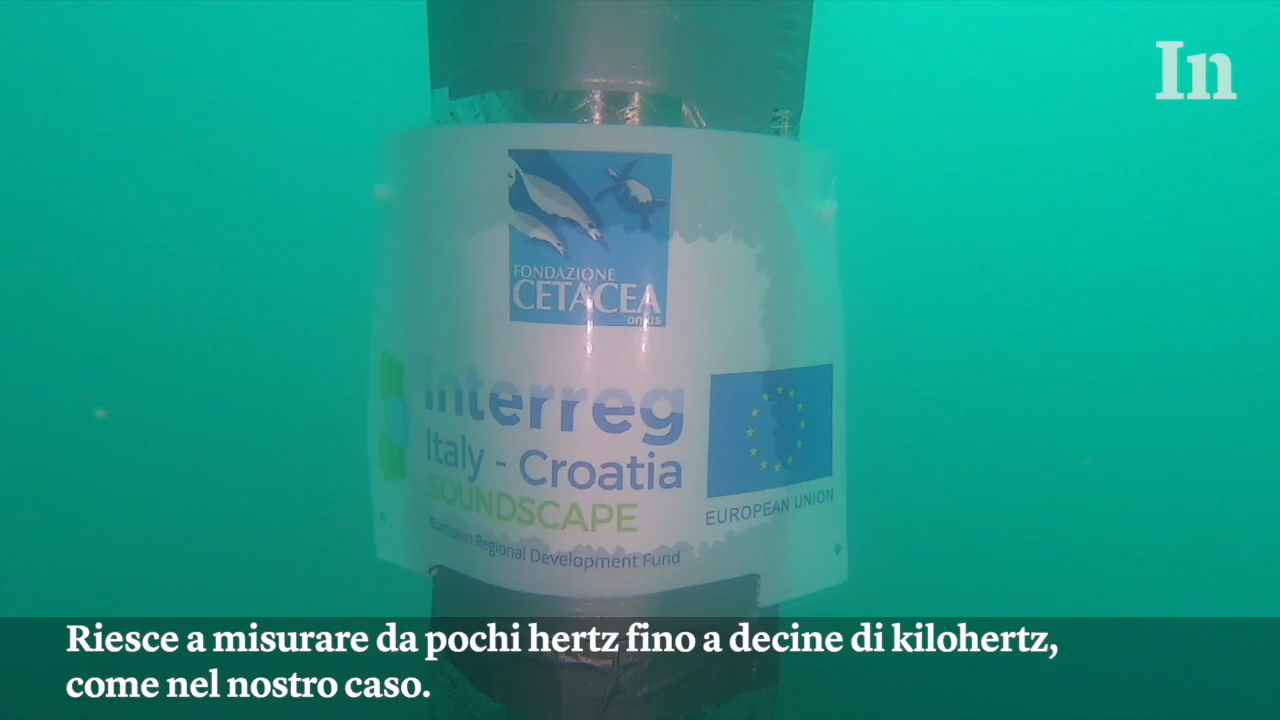 In
FONDAZIONE
CETACEA
onlus
Interreg
Italy - Croatia
SOUNDSCAPE
European Regional Development Fund
EUROPEAN UNION
Riesce a misurare da pochi hertz fino a decine di kilohertz,
come nel nostro caso.